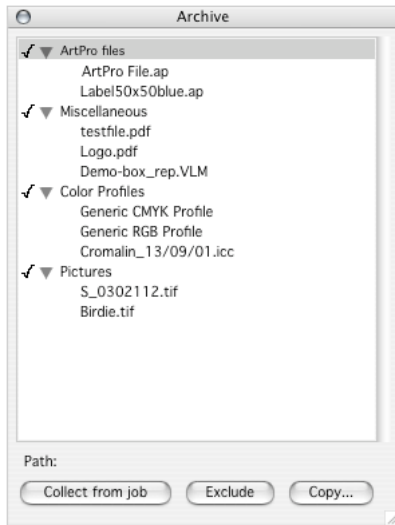 Archive
ArtPro files
ArtPro File.ap
Label50x50blue.ap
Miscellaneous
testfile.pdf
Logo.pdf
Demo-box_rep.VLM
Color Profiles
Generic CMYK Profile
Generic RGB Profile
Cromalin_13/09/01.icc
Pictures
S_0302112.tif
Birdie.tif
Path:
Collect from job Exclude Copy...